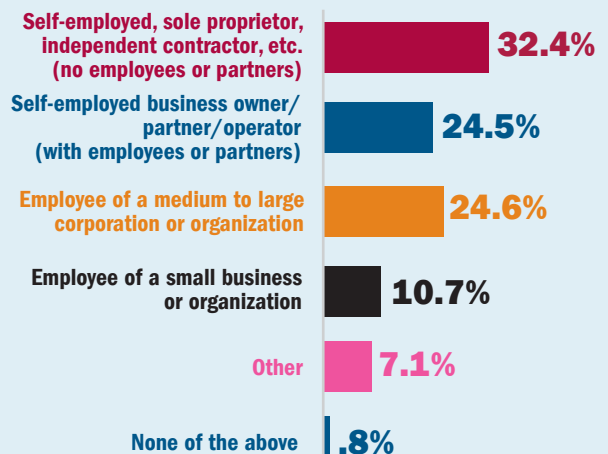 Self-employed, sole proprietor,
independent contractor, etc.
(no employees or partners)
32.4%
Self-employed business owner/
partner/operator
(with employees or partners)
24.5%
Employee of a medium to large
corporation or organization
24.6%
Employee of a small business
or organization
10.7%
Other
7.1%
None of the above
.8%